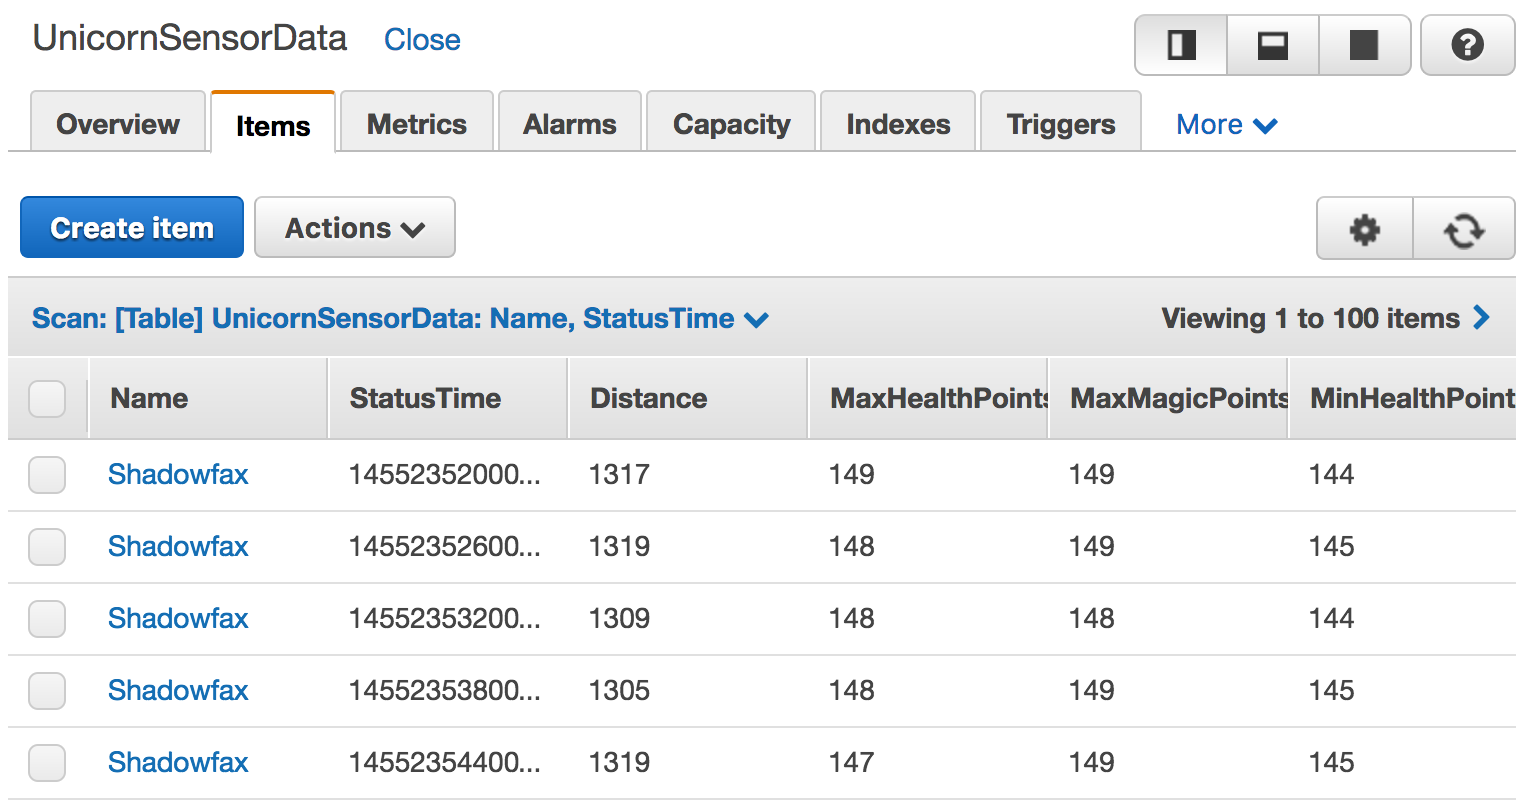 UnicornSensorData Close
Overview Items Metrics Alarms Capacity Indexes Triggers More
Create item Actions
Scan: [Table] UnicornSensorData: Name, StatusTime Viewing 1 to 100 items
Name StatusTime Distance MaxHealthPoints MaxMagicPoints MinHealthPoint
Shadowfax 14552352000... 1317 149 149 144
Shadowfax 14552352600... 1319 148 149 145
Shadowfax 14552353200... 1309 148 148 144
Shadowfax 14552353800... 1305 148 149 145
Shadowfax 14552354400... 1319 147 149 145